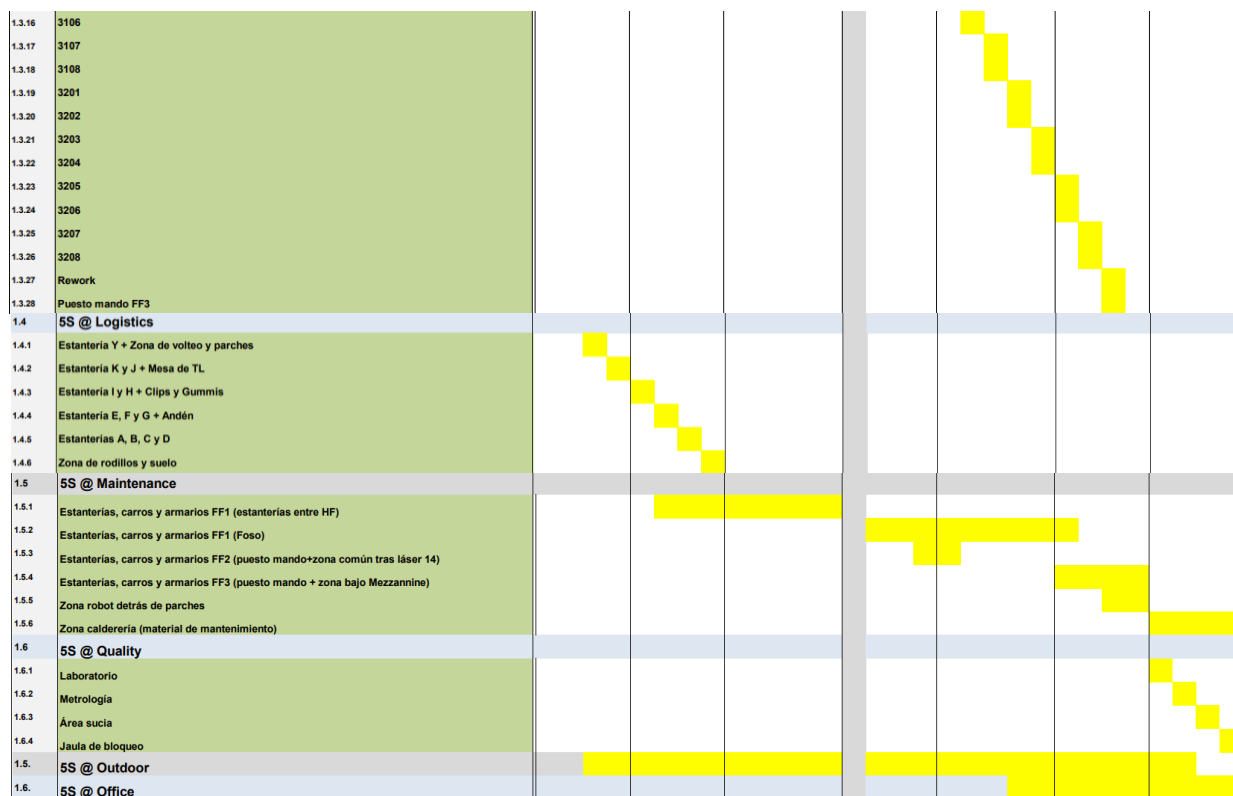 1.3.16 3106
1.3.17 3107
1.3.18 3108
1.3.19 3201
1.3.20 3202
1.3.21 3203
1.3.22 3204
1.3.23 3205
1.3.24 3206
1.3.25 3207
1.3.26 3208
1.3.27 Rework
1.3.28 Puesto mando FF3
1.4 5S @ Logistics
1.4.1 Estantería Y + Zona de volteo y parches
1.4.2 Estantería K y J + Mesa de TL
1.4.3 Estantería I y H + Clips y Gummis
1.4.4 Estantería E, F y G + Andén
1.4.5 Estanterías A, B, C y D
1.4.6 Zona de rodillos y suelo
1.5 5S @ Maintenance
1.5.1 Estanterías, carros y armarios FF1 (estanterías entre HF)
1.5.2 Estanterías, carros y armarios FF1 (Foso)
1.5.3 Estanterías, carros y armarios FF2 (puesto mando+zona común tras láser 14)
1.5.4 Estanterías, carros y armarios FF3 (puesto mando + zona bajo Mezzannine)
1.5.5 Zona robot detrás de parches
1.5.6 Zona calderería (material de mantenimiento)
1.6 5S @ Quality
1.6.1 Laboratorio
1.6.2 Metrología
1.6.3 Área sucia
1.6.4 Jaula de bloqueo
1.5. 5S @ Outdoor
1.6. 5S @ Office